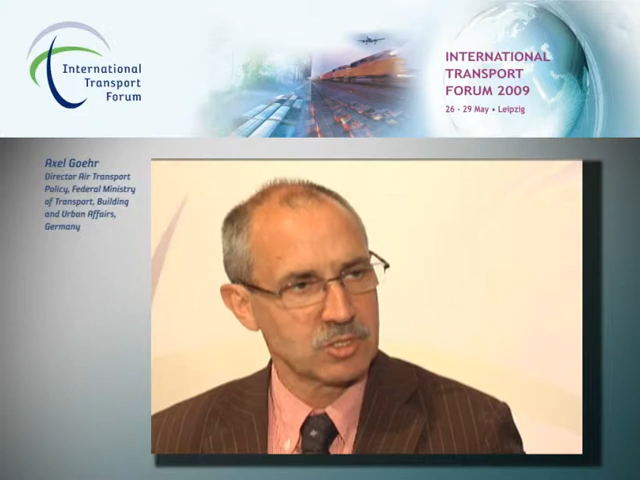 International
Transport
Forum
INTERNATIONAL
TRANSPORT
FORUM 2009
26 - 29 May • Leipzig
Axel Goehr
Director Air Transport
Policy, Federal Ministry
of Transport, Building
and Urban Affairs,
Germany